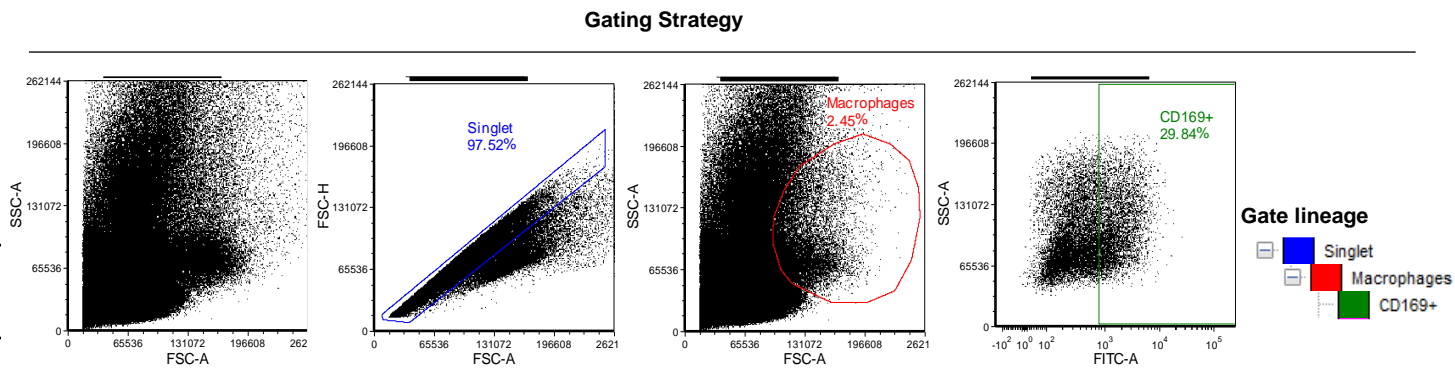 Gating Strategy
262144
196608
131072
65536
0
SSC-A
0
65536
131072
196608
262
FSC-A
262144
196608
131072
65536
0
FSC-H
Singlet
97.52%
0
65536
131072
196608
2621
FSC-A
262144
196608
131072
65536
0
SSC-A
Macrophages
2.45%
0
65536
131072
196608
2621
FSC-A
262144
196608
131072
65536
0
SSC-A
CD169+
29.84%
-10² 10⁰ 10² 10³ 10⁴ 10⁵
FITC-A
Gate lineage
Singlet
Macrophages
CD169+